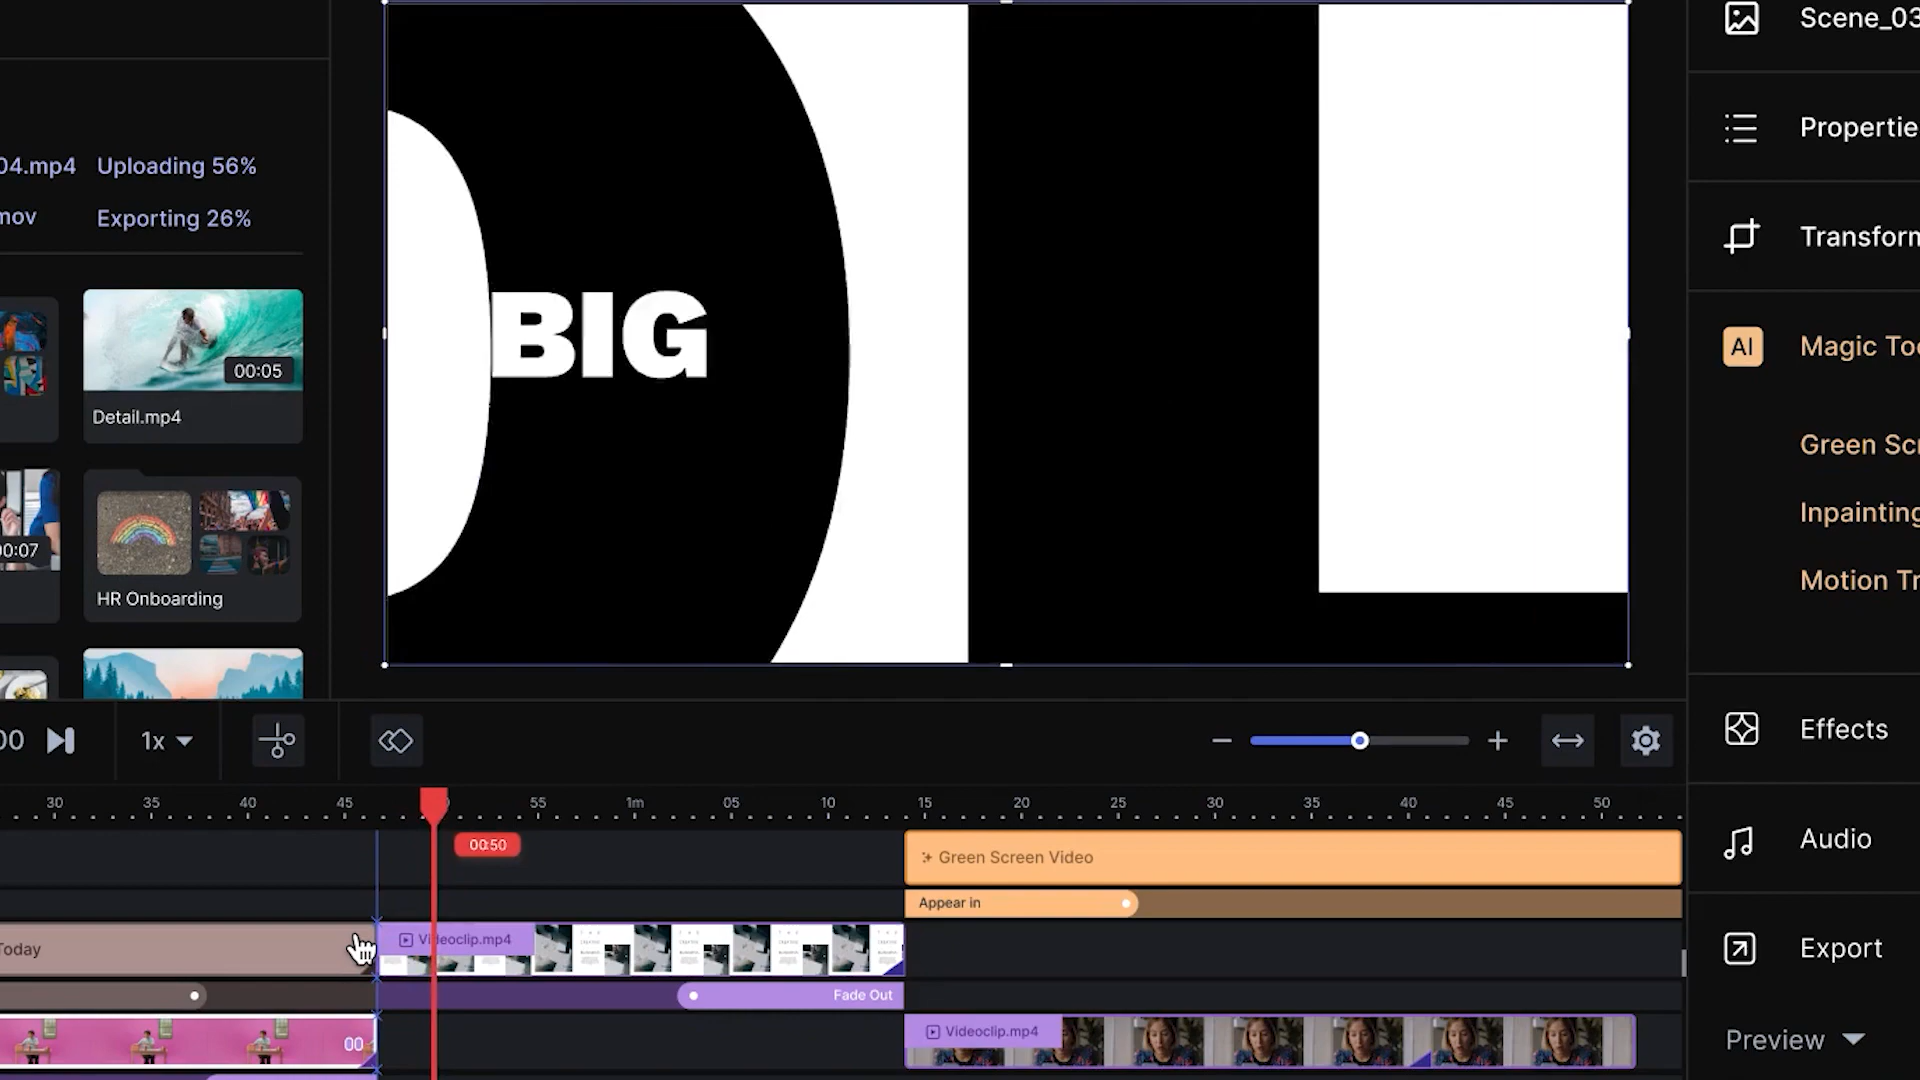 04.mp4 Uploading 56%
mov Exporting 26%
00:05
Detail.mp4
00:07
HR Onboarding
BIG
Scene_03
Propertie
Transform
AI Magic Too
Green Scr
Inpainting
Motion Tr
Effects
Audio
Export
Preview
00 1x
30 35 40 45 55 1m 05 10 15 20 25 30 35 40 45 50
00:50
Green Screen Video
Appear in
Today
Videoclip.mp4
Fade Out
00
Videoclip.mp4